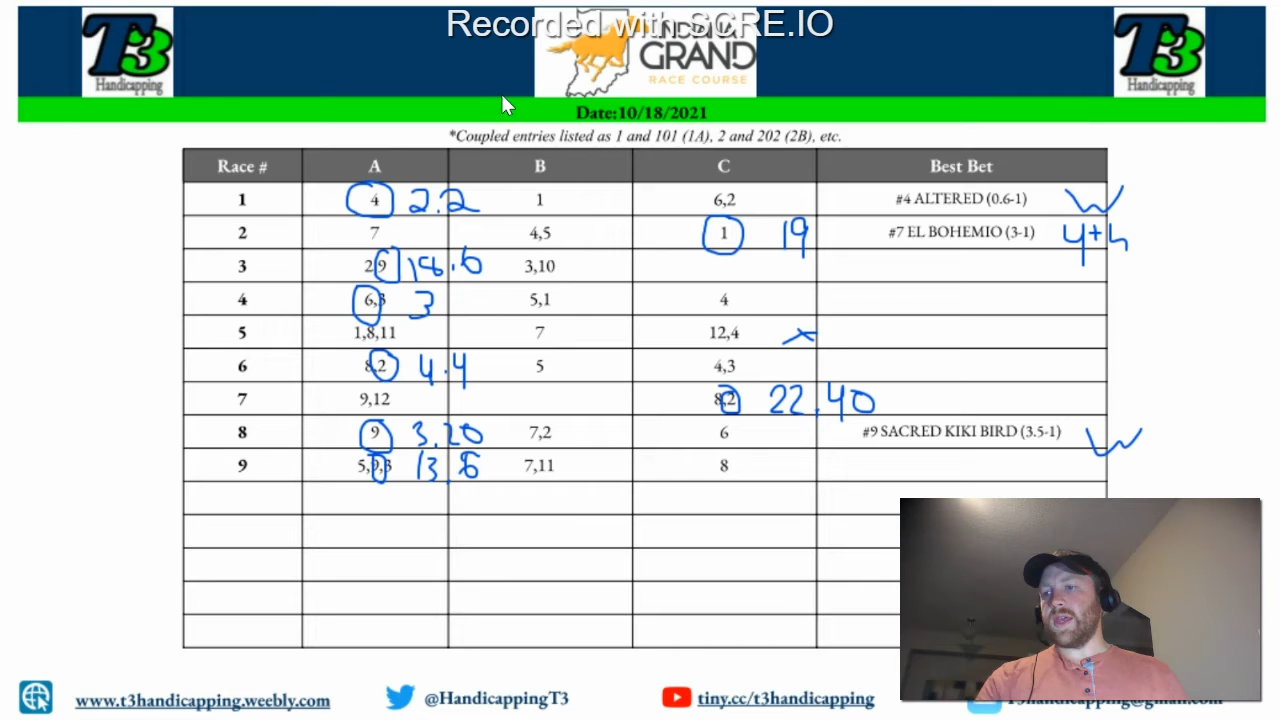 Recorded with SCRE.IO
T3 Handicapping
INDIANA GRAND RACE COURSE
T3 Handicapping
Date:10/18/2021
*Coupled entries listed as 1 and 101 (1A), 2 and 202 (2B), etc.
Race # A B C Best Bet
1 4 2.2 1 6,2 #4 ALTERED (0.6-1) W
2 7 4,5 1 19 #7 EL BOHEMIO (3-1) 4th
3 2,9 18.6 3,10
4 6,3 3 5,1 4
5 1,8,11 7 12,4 x
6 8,2 4.4 5 4,3
7 9,12 8,2 22.40
8 9 3.20 7,2 6 #9 SACRED KIKI BIRD (3.5-1) W
9 5,9,3 13.6 7,11 8
www.t3handicapping.weebly.com @HandicappingT3 tiny.cc/t3handicapping